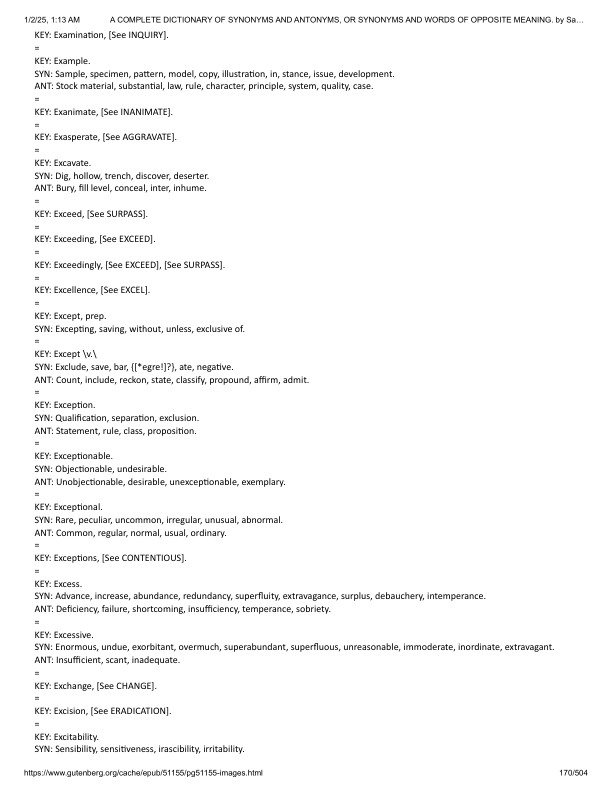 1/2/25, 1:13 AM A COMPLETE DICTIONARY OF SYNONYMS AND ANTONYMS, OR SYNONYMS AND WORDS OF OPPOSITE MEANING. by Sa…
KEY: Examination, [See INQUIRY].
=
KEY: Example.
SYN: Sample, specimen, pattern, model, copy, illustration, in, stance, issue, development.
ANT: Stock material, substantial, law, rule, character, principle, system, quality, case.
=
KEY: Exanimate, [See INANIMATE].
=
KEY: Exasperate, [See AGGRAVATE].
=
KEY: Excavate.
SYN: Dig, hollow, trench, discover, deserter.
ANT: Bury, fill level, conceal, inter, inhume.
=
KEY: Exceed, [See SURPASS].
=
KEY: Exceeding, [See EXCEED].
=
KEY: Exceedingly, [See EXCEED], [See SURPASS].
=
KEY: Excellence, [See EXCEL].
=
KEY: Except, prep.
SYN: Excepting, saving, without, unless, exclusive of.
=
KEY: Except \v.\
SYN: Exclude, save, bar, {[*egre!]?}, ate, negative.
ANT: Count, include, reckon, state, classify, propound, affirm, admit.
=
KEY: Exception.
SYN: Qualification, separation, exclusion.
ANT: Statement, rule, class, proposition.
=
KEY: Exceptionable.
SYN: Objectionable, undesirable.
ANT: Unobjectionable, desirable, unexceptionable, exemplary.
=
KEY: Exceptional.
SYN: Rare, peculiar, uncommon, irregular, unusual, abnormal.
ANT: Common, regular, normal, usual, ordinary.
=
KEY: Exceptions, [See CONTENTIOUS].
=
KEY: Excess.
SYN: Advance, increase, abundance, redundancy, superfluity, extravagance, surplus, debauchery, intemperance.
ANT: Deficiency, failure, shortcoming, insufficiency, temperance, sobriety.
=
KEY: Excessive.
SYN: Enormous, undue, exorbitant, overmuch, superabundant, superfluous, unreasonable, immoderate, inordinate, extravagant.
ANT: Insufficient, scant, inadequate.
=
KEY: Exchange, [See CHANGE].
=
KEY: Excision, [See ERADICATION].
=
KEY: Excitability.
SYN: Sensibility, sensitiveness, irascibility, irritability.
https://www.gutenberg.org/cache/epub/51155/pg51155-images.html 170/504